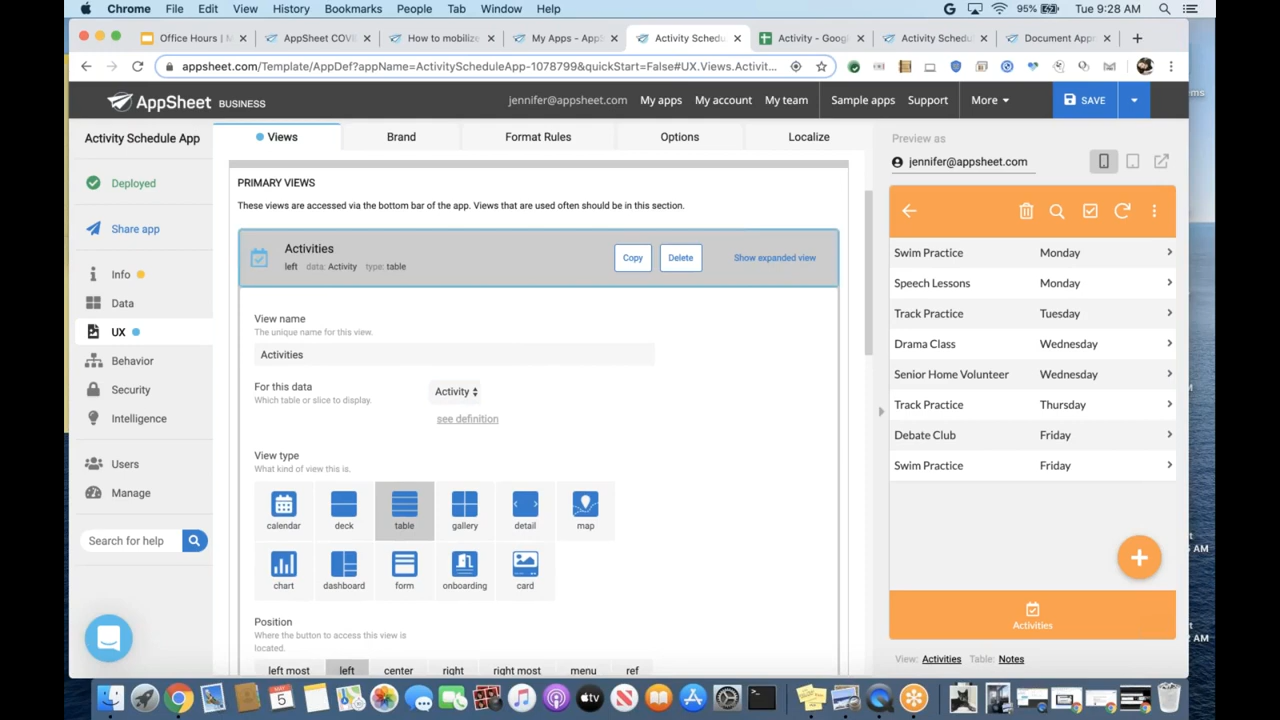 Chrome File Edit View History Bookmarks People Tab Window Help 95% Tue 9:28 AM
Office Hours | M AppSheet COVI How to mobilize My Apps - AppS Activity Schedu Activity - Goog Activity Schedu Document Appr
appsheet.com/Template/AppDef?appName=ActivityScheduleApp-1078799&quickStart=False#UX.Views.Activit...
AppSheet BUSINESS jennifer@appsheet.com My apps My account My team Sample apps Support More SAVE
Activity Schedule App
Deployed
Share app
Info
Data
UX
Behavior
Security
Intelligence
Users
Manage
Search for help
Views Brand Format Rules Options Localize
PRIMARY VIEWS
These views are accessed via the bottom bar of the app. Views that are used often should be in this section.
Activities
left data: Activity type: table
Copy Delete Show expanded view
View name
The unique name for this view.
Activities
For this data
Which table or slice to display.
Activity
see definition
View type
What kind of view this is.
calendar deck table gallery detail map
chart dashboard form onboarding card
Position
Where the button to access this view is
located.
left most left center right
menu ref
Preview as
jennifer@appsheet.com
Swim Practice Monday
Speech Lessons Monday
Track Practice Tuesday
Drama Class Wednesday
Senior Home Volunteer Wednesday
Track Practice Thursday
Debate Club Friday
Swim Practice Friday
Activities
View: Activities Table: Notes
ms
AM
AM
5